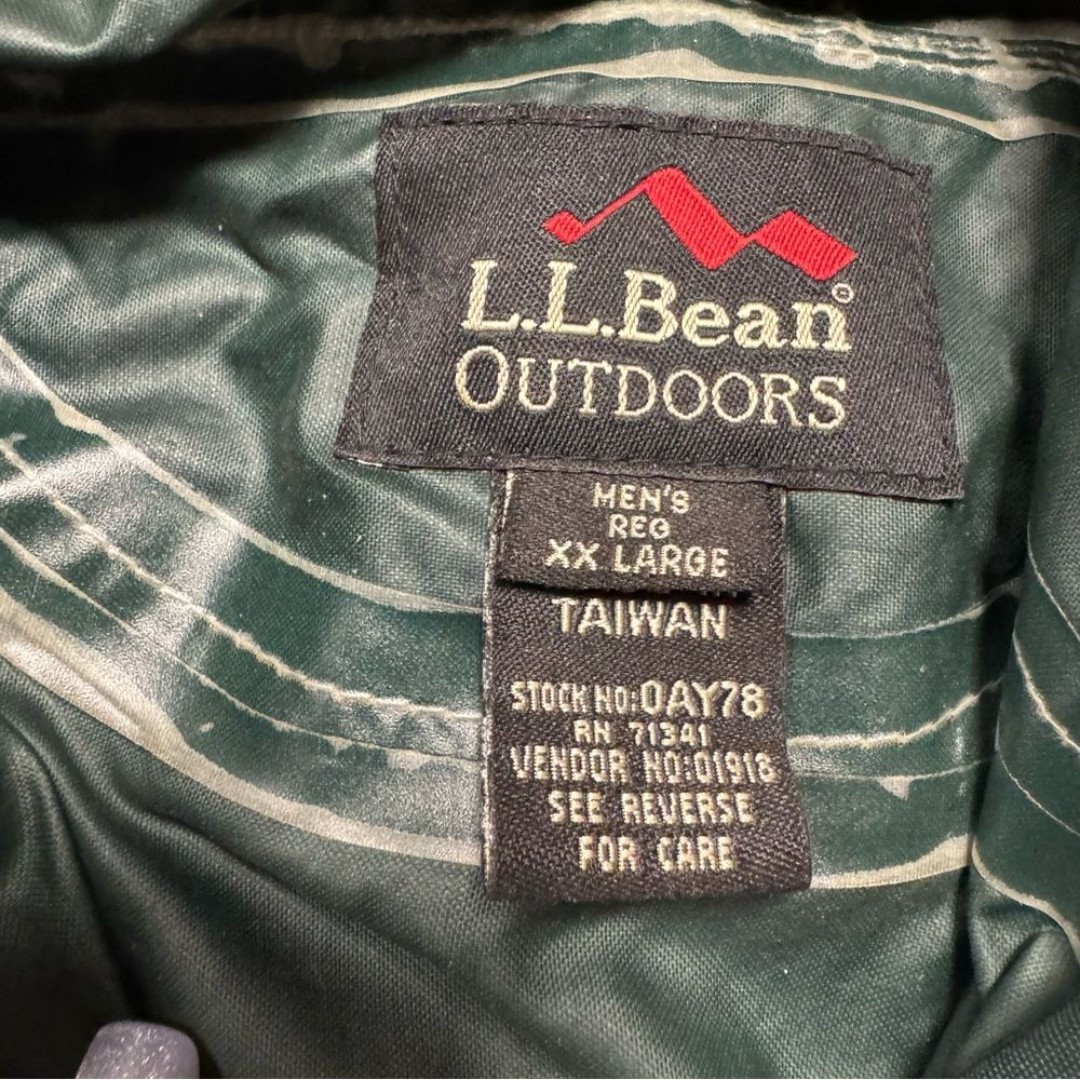 L.L.Bean®
OUTDOORS
MEN'S
REG
XX LARGE
TAIWAN
STOCK NO:0AY78
RN 71341
VENDOR NO:01918
SEE REVERSE
FOR CARE